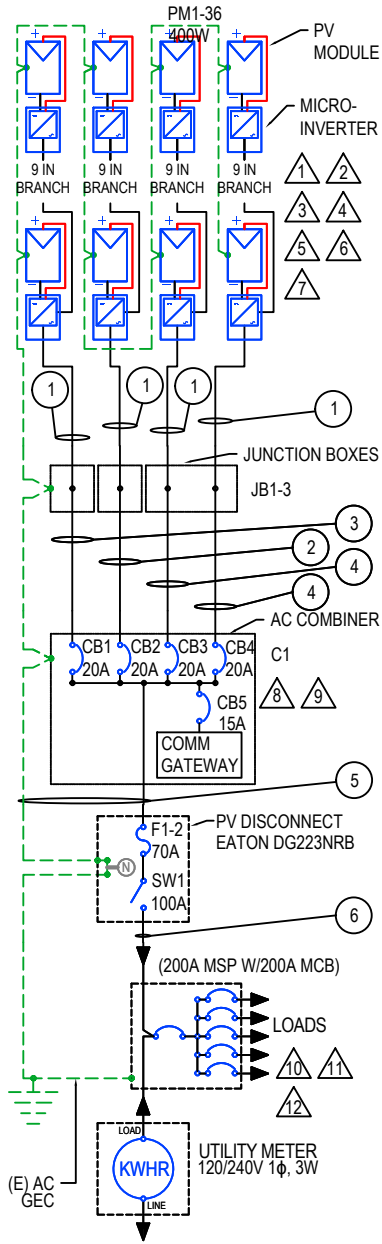 PM1-36
400W
PV
MODULE
MICRO-
INVERTER
+ + + +
− − − −
9 IN
BRANCH
9 IN
BRANCH
9 IN
BRANCH
9 IN
BRANCH
1 2
3 4
5 6
7
+ + + +
− − − −
1 1 1 1
JUNCTION BOXES
JB1-3
3
2
4
4
AC COMBINER
C1
CB1
20A
CB2
20A
CB3
20A
CB4
20A
8 9
CB5
15A
COMM
GATEWAY
5
F1-2
70A
PV DISCONNECT
EATON DG223NRB
N
SW1
100A
6
(200A MSP W/200A MCB)
LOADS
10 11
12
LOAD
KWHR
LINE
UTILITY METER
120/240V 1ϕ, 3W
(E) AC
GEC